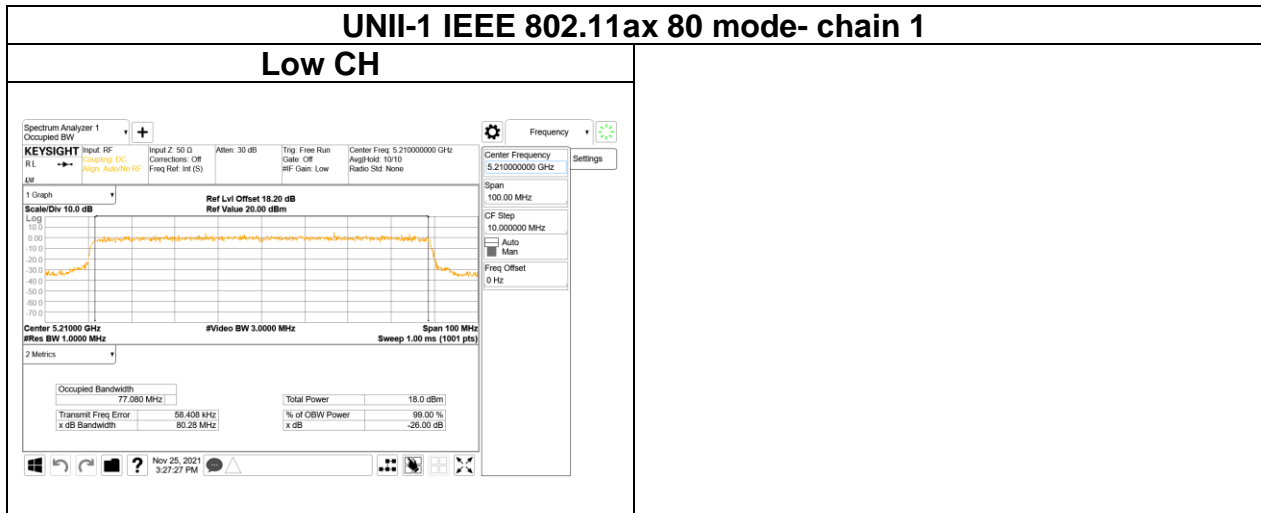 UNII-1 IEEE 802.11ax 80 mode- chain 1
Low CH
Spectrum Analyzer 1
Occupied BW
Frequency
Settings
KEYSIGHT
R L
Input: RF
Coupling: DC
Align: Auto/No RF
Input Z: 50 Ω
Corrections: Off
Freq Ref: Int (S)
Atten: 30 dB
Trig: Free Run
Gate: Off
#IF Gain: Low
Center Freq: 5.210000000 GHz
Avg|Hold: 10/10
Radio Std: None
Center Frequency
5.210000000 GHz
Span
100.00 MHz
CF Step
10.000000 MHz
Auto
Man
Freq Offset
0 Hz
1 Graph
Scale/Div 10.0 dB
Ref Lvl Offset 18.20 dB
Ref Value 20.00 dBm
Log
10.0
0.00
-10.0
-20.0
-30.0
-40.0
-50.0
-60.0
-70.0
Center 5.21000 GHz
#Video BW 3.0000 MHz
Span 100 MHz
#Res BW 1.0000 MHz
Sweep 1.00 ms (1001 pts)
2 Metrics
Occupied Bandwidth
77.080 MHz
Total Power 18.0 dBm
Transmit Freq Error 58.408 kHz
% of OBW Power 99.00 %
x dB Bandwidth 80.28 MHz
x dB -26.00 dB
?
Nov 25, 2021
3:27:27 PM